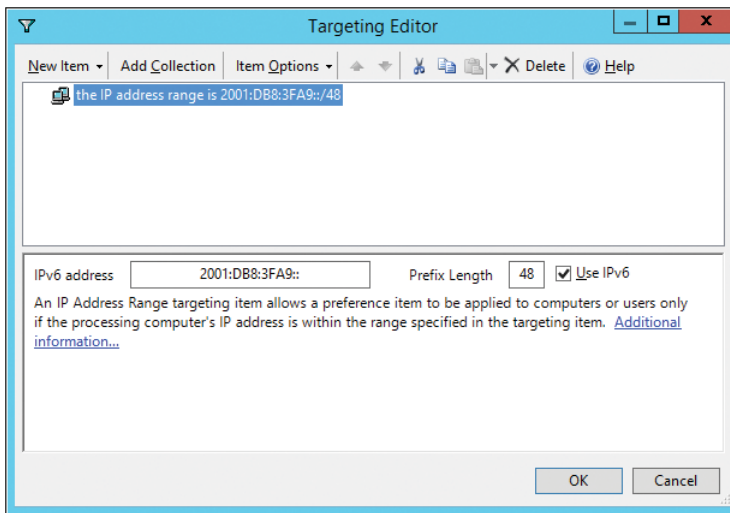 Targeting Editor
New Item Add Collection Item Options Delete Help
the IP address range is 2001:DB8:3FA9::/48
IPv6 address 2001:DB8:3FA9:: Prefix Length 48 Use IPv6
An IP Address Range targeting item allows a preference item to be applied to computers or users only
if the processing computer's IP address is within the range specified in the targeting item. Additional
information...
OK Cancel